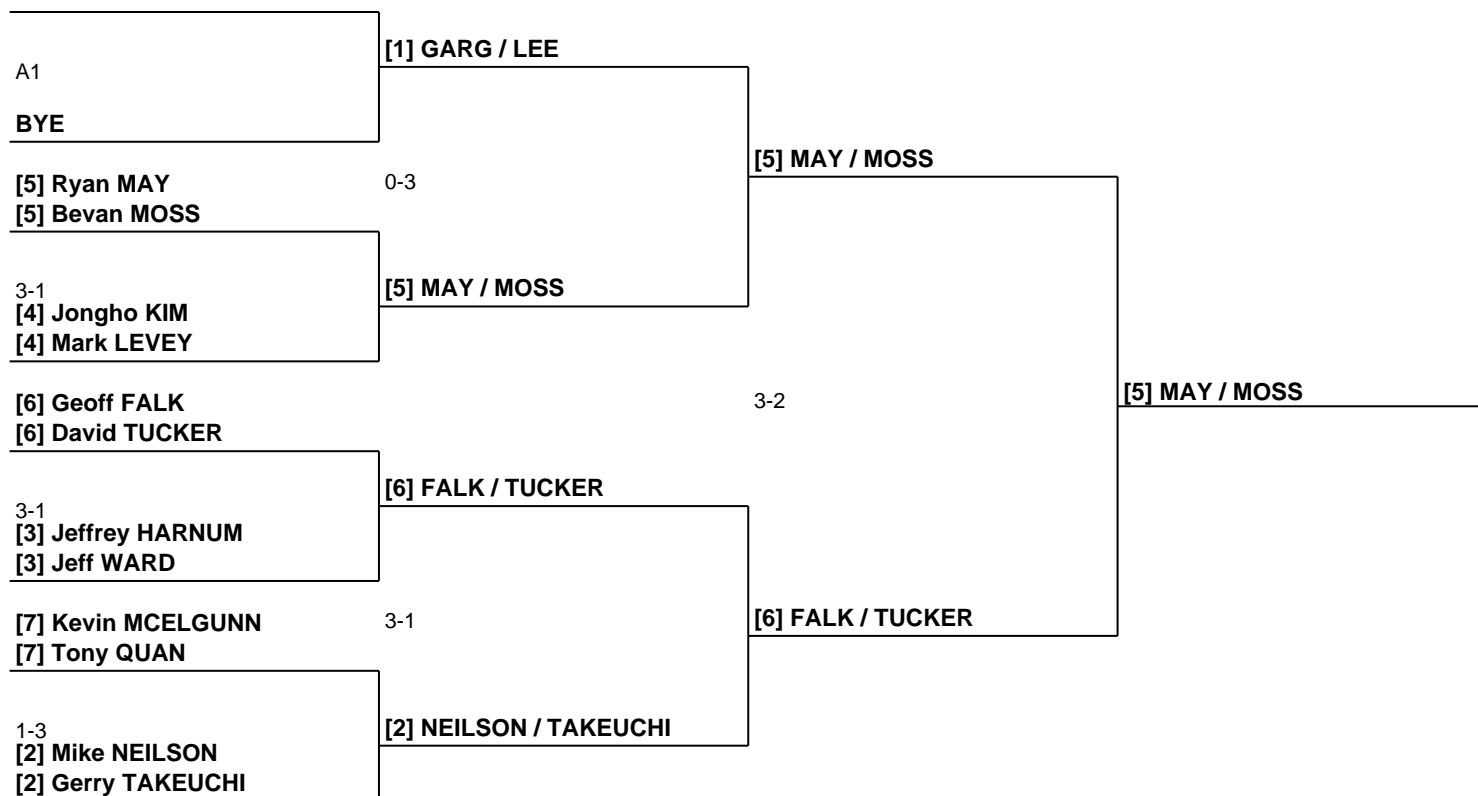 [1] GARG / LEE
A1
BYE
[5] MAY / MOSS
[5] Ryan MAY
0-3
[5] Bevan MOSS
3-1
[5] MAY / MOSS
[4] Jongho KIM
[4] Mark LEVEY
[6] Geoff FALK
3-2
[5] MAY / MOSS
[6] David TUCKER
[6] FALK / TUCKER
3-1
[3] Jeffrey HARNUM
[3] Jeff WARD
[7] Kevin MCELGUNN
3-1
[6] FALK / TUCKER
[7] Tony QUAN
1-3
[2] NEILSON / TAKEUCHI
[2] Mike NEILSON
[2] Gerry TAKEUCHI